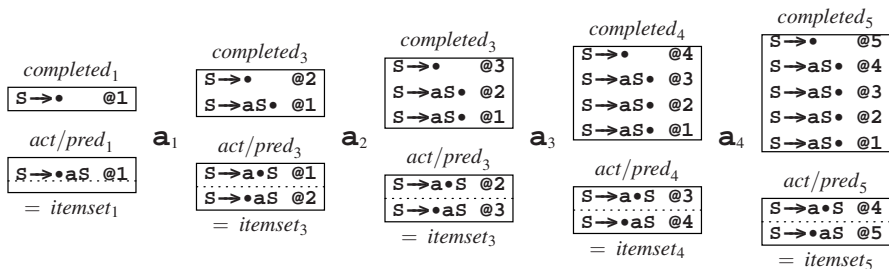 completed₁
S→• @1
act/pred₁
S→•aS @1
= itemset₁
a₁
completed₃
S→• @2
S→aS• @1
act/pred₃
S→a•S @1
S→•aS @2
= itemset₃
a₂
completed₃
S→• @3
S→aS• @2
S→aS• @1
act/pred₃
S→a•S @2
S→•aS @3
= itemset₃
a₃
completed₄
S→• @4
S→aS• @3
S→aS• @2
S→aS• @1
act/pred₄
S→a•S @3
S→•aS @4
= itemset₄
a₄
completed₅
S→• @5
S→aS• @4
S→aS• @3
S→aS• @2
S→aS• @1
act/pred₅
S→a•S @4
S→•aS @5
= itemset₅